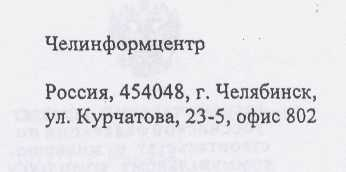 Челинформцентр
Россия, 454048, г. Челябинск,
ул. Курчатова, 23-5, офис 802